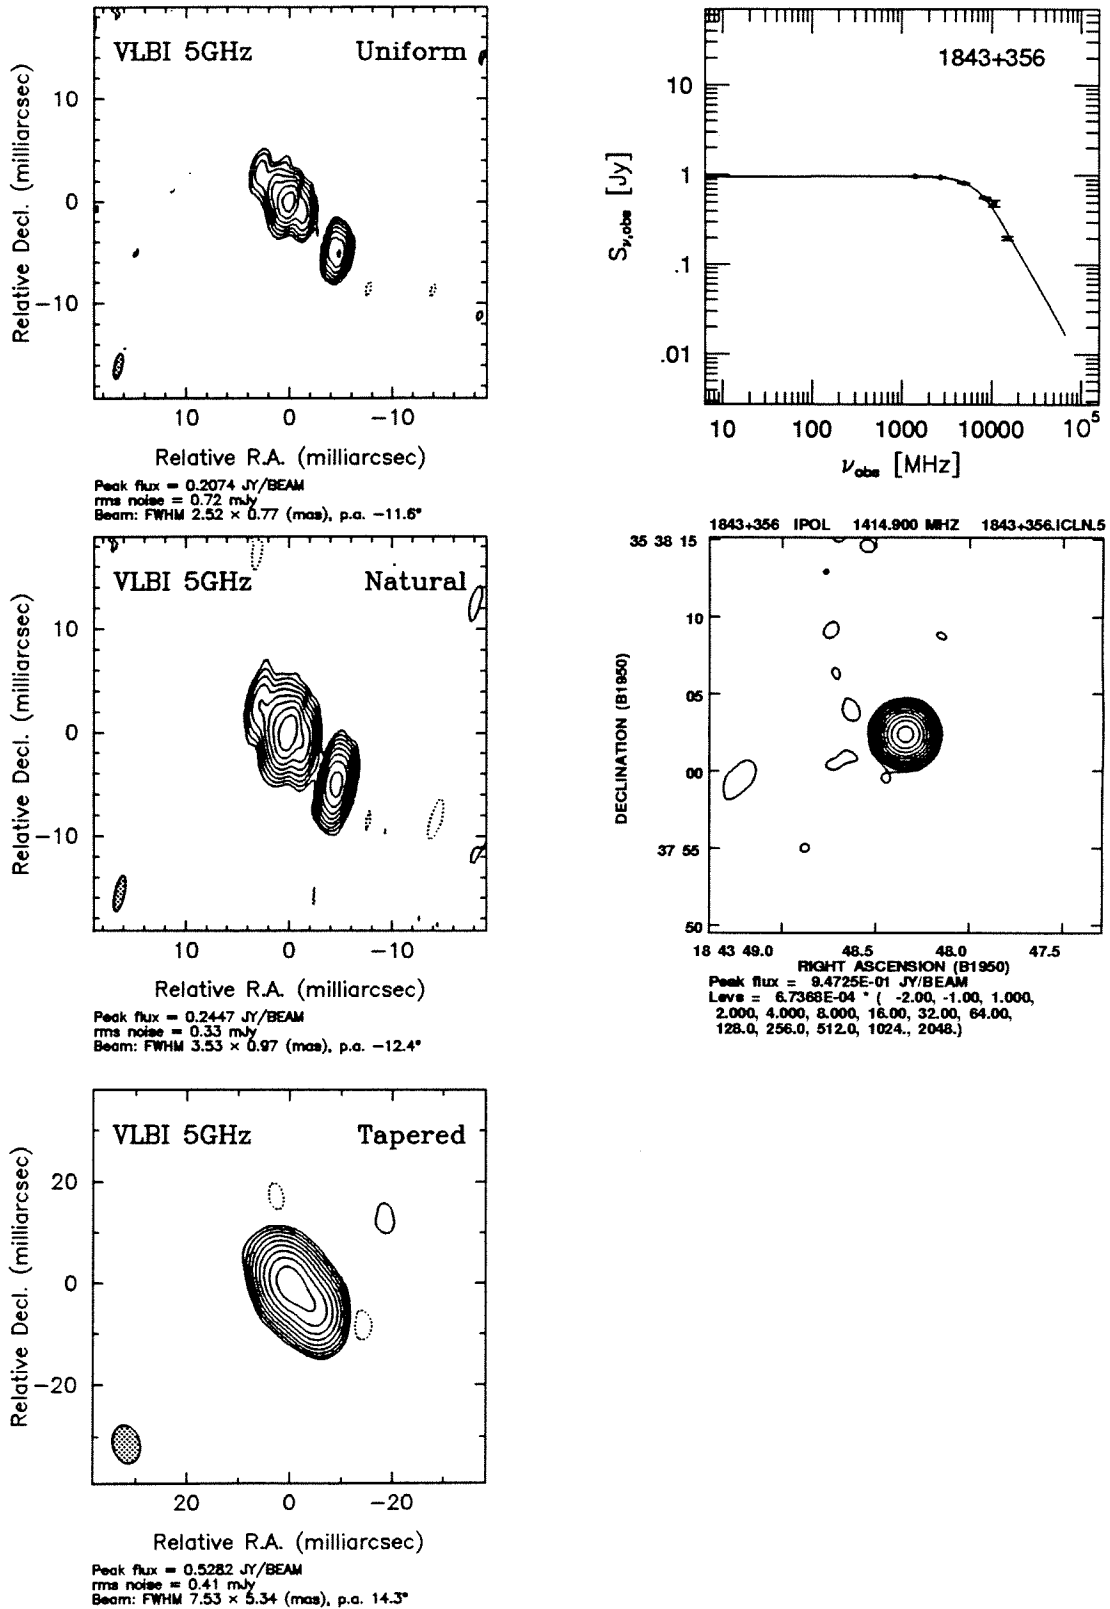 VLBI 5GHz Uniform
Relative Decl. (milliarcsec)
10
0
−10
10 0 −10
Relative R.A. (milliarcsec)
Peak flux = 0.2074 JY/BEAM
rms noise = 0.72 mJy
Beam: FWHM 2.52 × 0.77 (mas), p.a. −11.6°
1843+356
Sν,obs [Jy]
10
1
.1
.01
10 100 1000 10000 10⁵
νobs [MHz]
VLBI 5GHz Natural
Relative Decl. (milliarcsec)
10
0
−10
10 0 −10
Relative R.A. (milliarcsec)
Peak flux = 0.2447 JY/BEAM
rms noise = 0.33 mJy
Beam: FWHM 3.53 × 0.97 (mas), p.a. −12.4°
1843+356 IPOL 1414.900 MHZ 1843+356.ICLN.5
DECLINATION (B1950)
35 38 15
10
05
00
37 55
50
18 43 49.0 48.5 48.0 47.5
RIGHT ASCENSION (B1950)
Peak flux = 9.4725E-01 JY/BEAM
Levs = 6.7368E-04 * ( -2.00, -1.00, 1.000,
2.000, 4.000, 8.000, 16.00, 32.00, 64.00,
128.0, 256.0, 512.0, 1024., 2048.)
VLBI 5GHz Tapered
Relative Decl. (milliarcsec)
20
0
−20
20 0 −20
Relative R.A. (milliarcsec)
Peak flux = 0.5282 JY/BEAM
rms noise = 0.41 mJy
Beam: FWHM 7.53 × 5.34 (mas), p.a. 14.3°